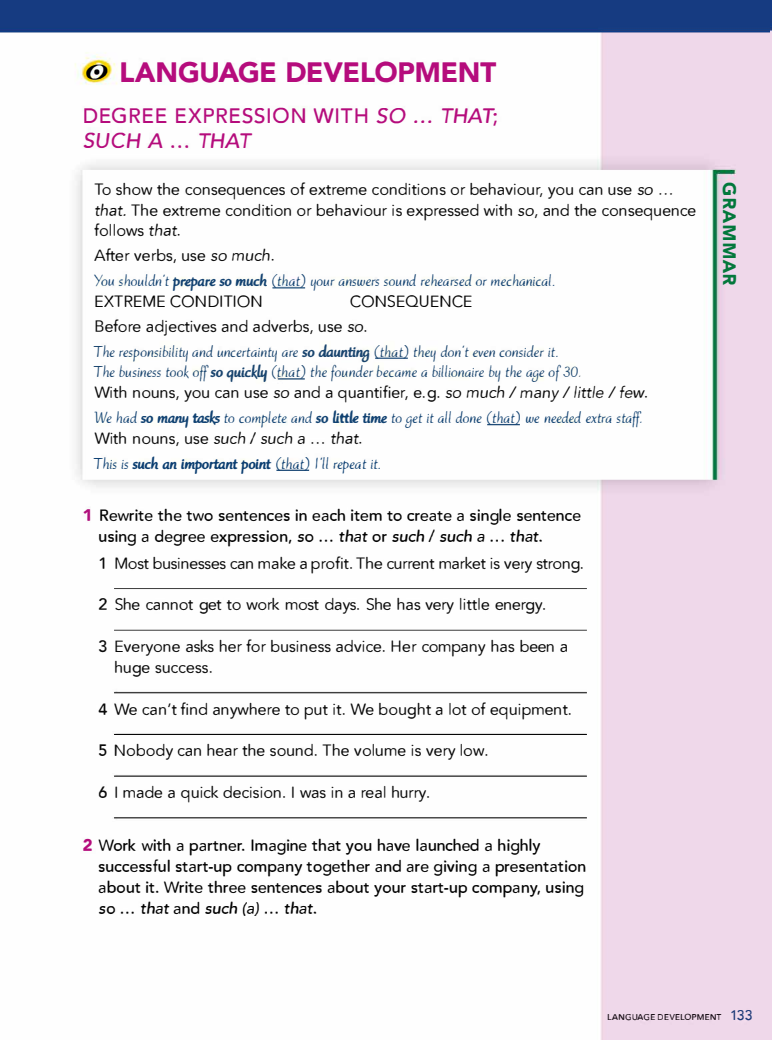 LANGUAGE DEVELOPMENT
DEGREE EXPRESSION WITH SO ... THAT;
SUCH A ... THAT
GRAMMAR
To show the consequences of extreme conditions or behaviour, you can use so ...
that. The extreme condition or behaviour is expressed with so, and the consequence
follows that.
After verbs, use so much.
You shouldn't prepare so much (that) your answers sound rehearsed or mechanical.
EXTREME CONDITION CONSEQUENCE
Before adjectives and adverbs, use so.
The responsibility and uncertainty are so daunting (that) they don't even consider it.
The business took off so quickly (that) the founder became a billionaire by the age of 30.
With nouns, you can use so and a quantifier, e.g. so much / many / little / few.
We had so many tasks to complete and so little time to get it all done (that) we needed extra staff.
With nouns, use such / such a ... that.
This is such an important point (that) I'll repeat it.
1 Rewrite the two sentences in each item to create a single sentence
using a degree expression, so ... that or such / such a ... that.
1 Most businesses can make a profit. The current market is very strong.
2 She cannot get to work most days. She has very little energy.
3 Everyone asks her for business advice. Her company has been a
huge success.
4 We can't find anywhere to put it. We bought a lot of equipment.
5 Nobody can hear the sound. The volume is very low.
6 I made a quick decision. I was in a real hurry.
2 Work with a partner. Imagine that you have launched a highly
successful start-up company together and are giving a presentation
about it. Write three sentences about your start-up company, using
so ... that and such (a) ... that.
LANGUAGE DEVELOPMENT 133